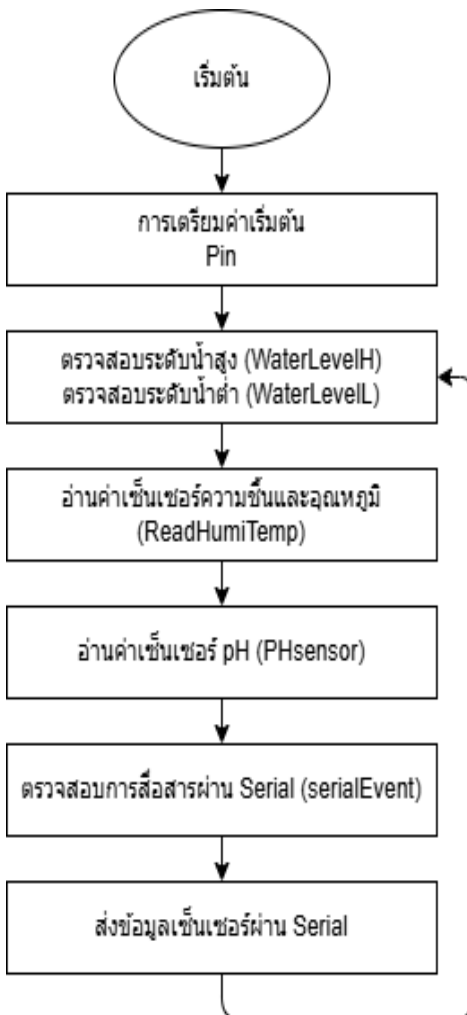 เริ่มต้น
การเตรียมค่าเริ่มต้น
Pin
ตรวจสอบระดับน้ำสูง (WaterLevelH)
ตรวจสอบระดับน้ำต่ำ (WaterLevelL)
อ่านค่าเซ็นเซอร์ความชื้นและอุณหภูมิ
(ReadHumiTemp)
อ่านค่าเซ็นเซอร์ pH (PHsensor)
ตรวจสอบการสื่อสารผ่าน Serial (serialEvent)
ส่งข้อมูลเซ็นเซอร์ผ่าน Serial